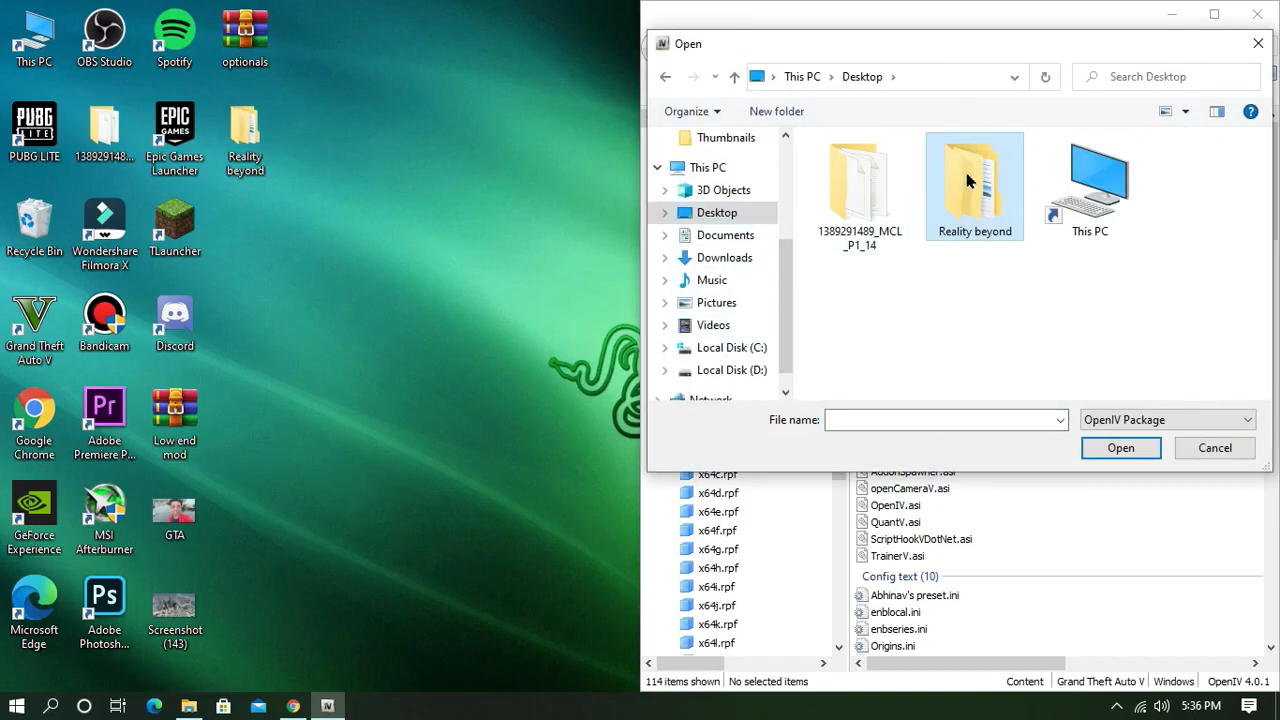 This PC
OBS Studio
Spotify
optionals
PUBG LITE
138929148...
Epic Games
Launcher
Reality
beyond
Recycle Bin
Wondershare
Filmora X
TLauncher
Grand Theft
Auto V
Bandicam
Discord
Google
Chrome
Adobe
Premiere P...
Low end
mod
GeForce
Experience
MSI
Afterburner
GTA
Microsoft
Edge
Adobe
Photosh...
Screenshot
(143)
Open
This PC
Desktop
Search Desktop
Organize
New folder
Thumbnails
This PC
3D Objects
Desktop
Documents
Downloads
Music
Pictures
Videos
Local Disk (C:)
Local Disk (D:)
Network
1389291489_MCL
_P1_14
Reality beyond
This PC
File name:
OpenIV Package
Open
Cancel
x64c.rpf
x64d.rpf
x64e.rpf
x64f.rpf
x64g.rpf
x64h.rpf
x64i.rpf
x64j.rpf
x64k.rpf
x64l.rpf
AddonSpawner.asi
openCameraV.asi
OpenIV.asi
QuantV.asi
ScriptHookVDotNet.asi
TrainerV.asi
Config text (10)
Abhinav's preset.ini
enblocal.ini
enbseries.ini
Origins.ini
114 items shown
No selected items
Content
Grand Theft Auto V
Windows
OpenIV 4.0.1
5:36 PM